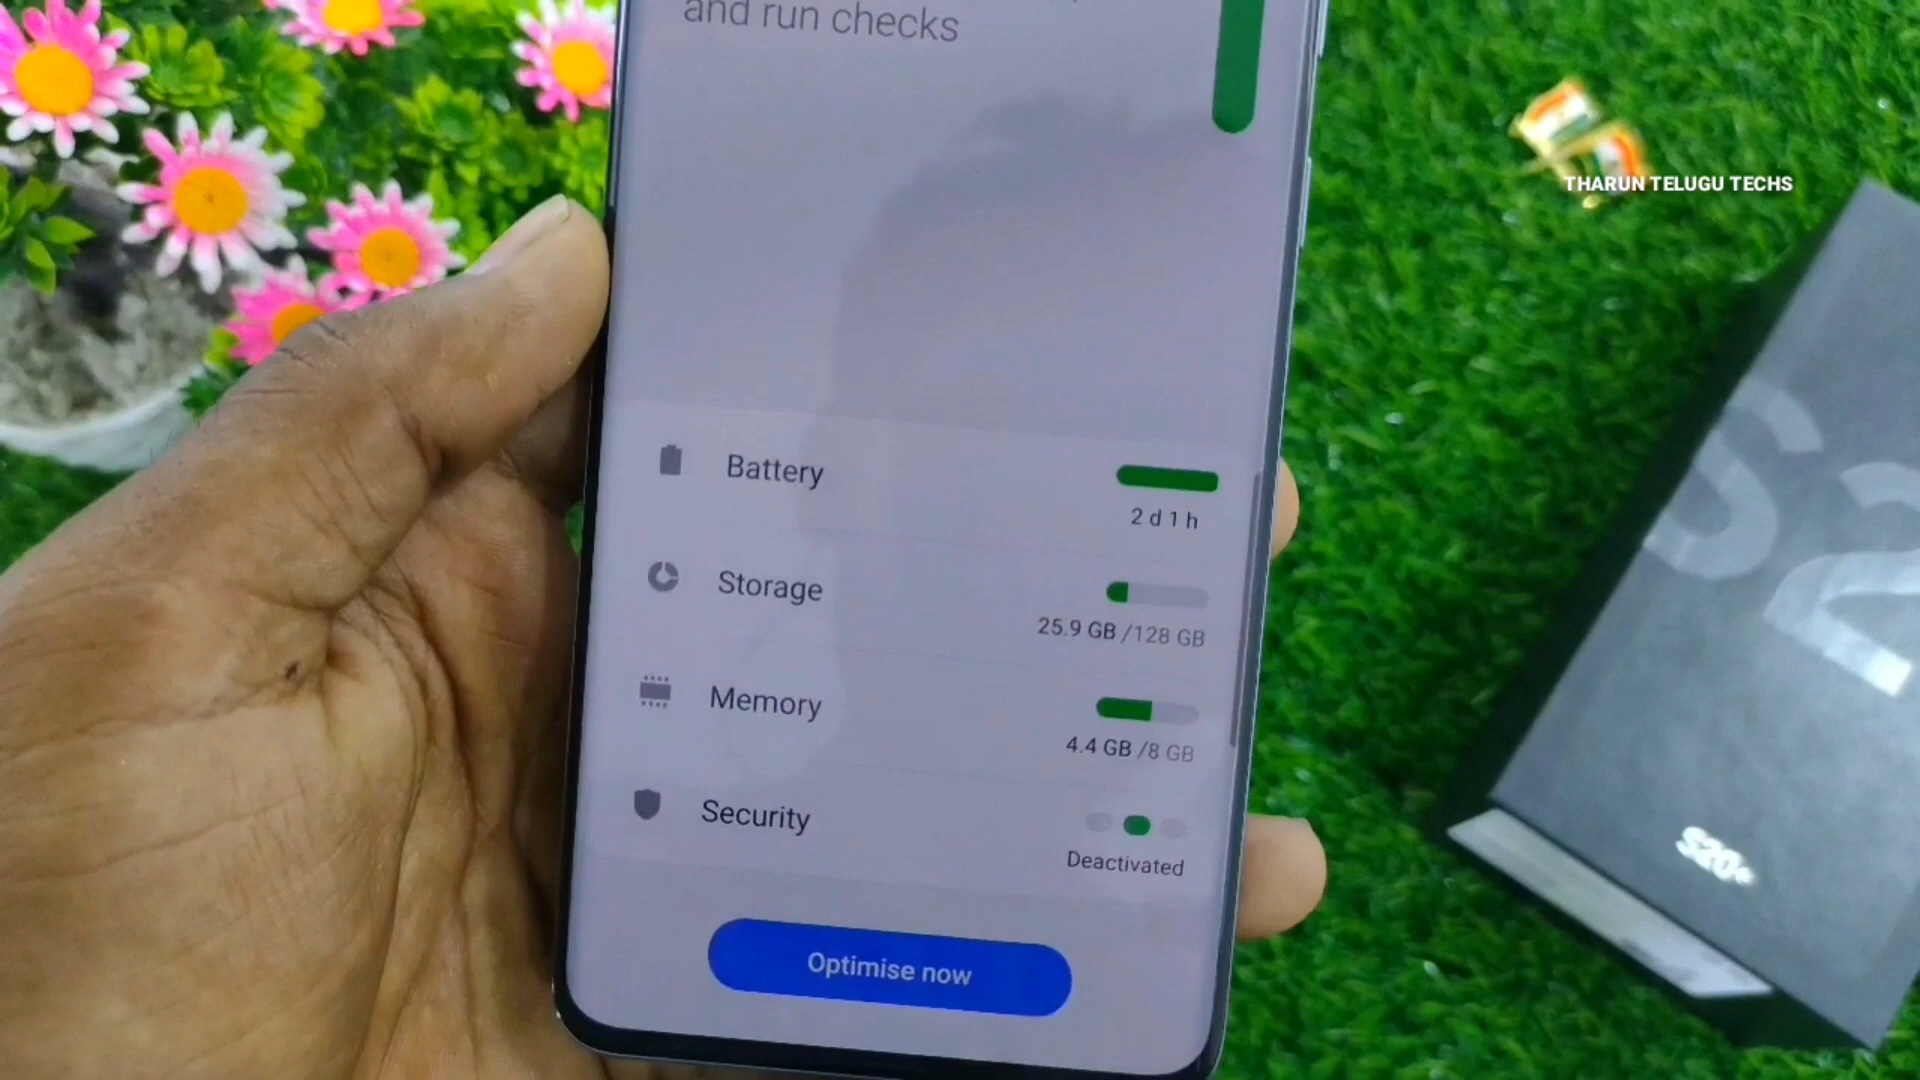 and run checks
THARUN TELUGU TECHS
Battery
2 d 1 h
Storage
25.9 GB /128 GB
Memory
4.4 GB /8 GB
Security
Deactivated
Optimise now
S2
S20+